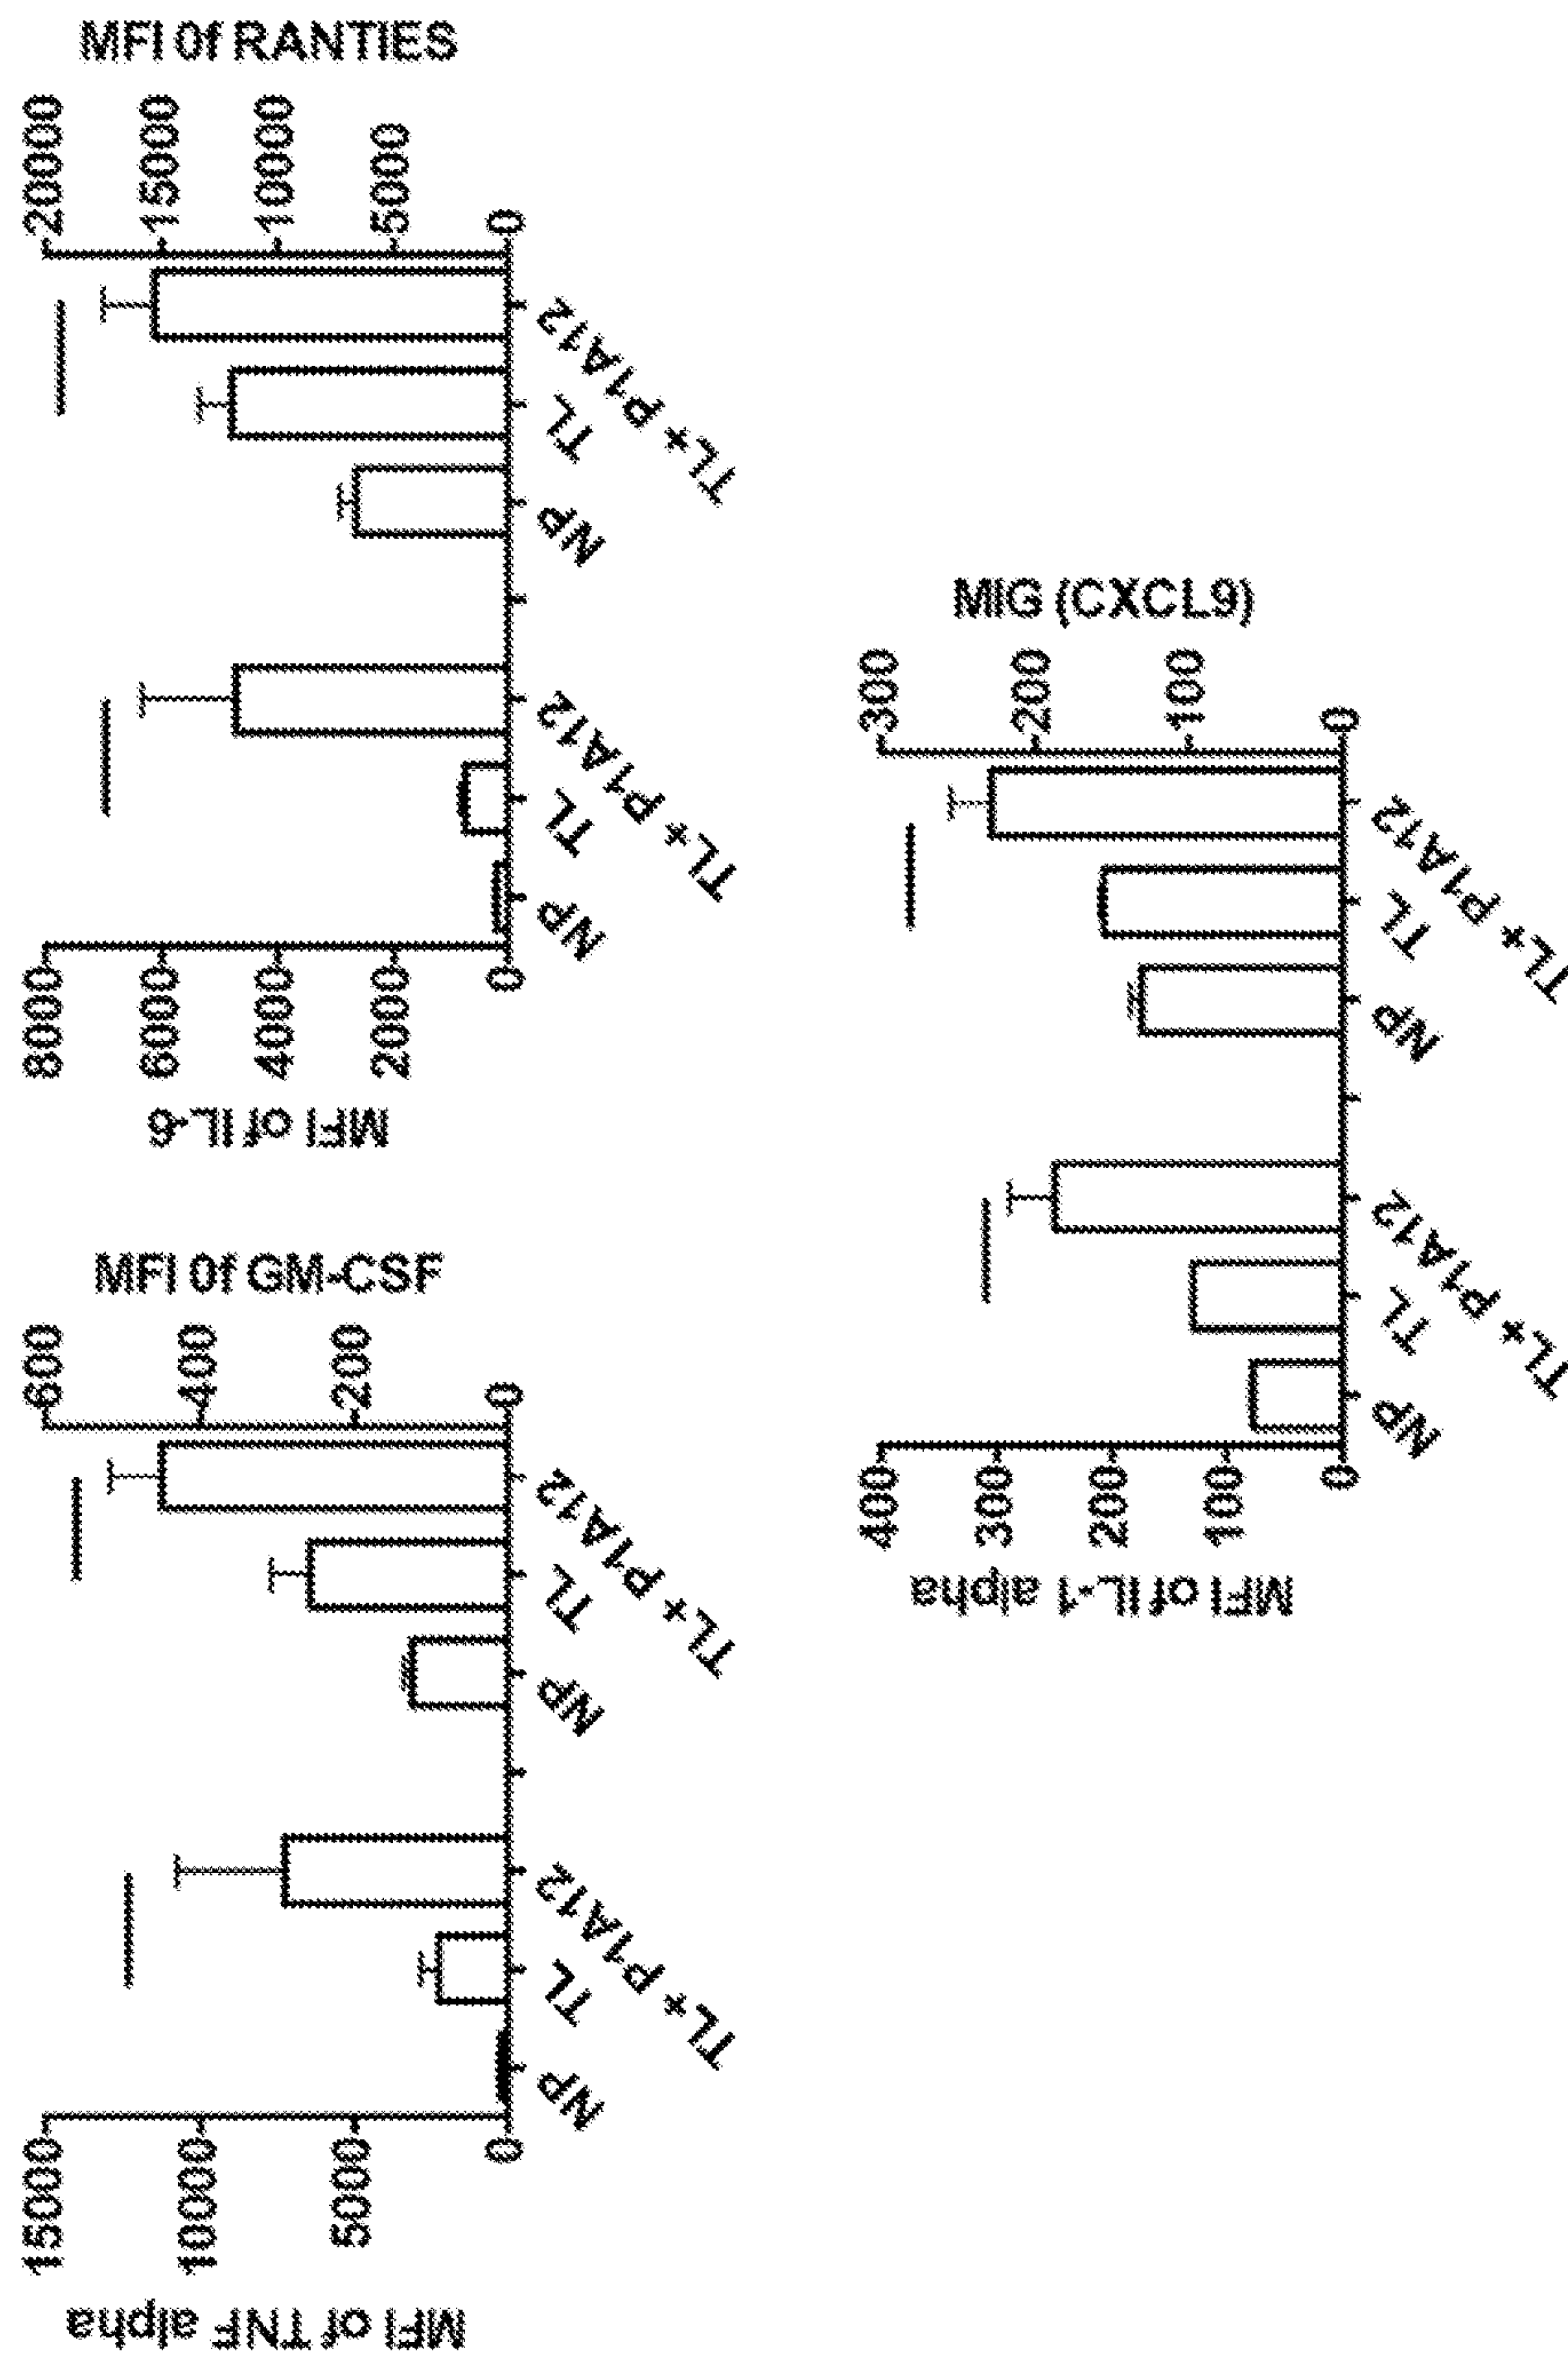 MFI of TNF alpha
15000
10000
5000
0
NP
TL
TL+ P1A12
NP
TL
TL+ P1A12
600
400
200
0
MFI 0f GM-CSF
MFI of IL-6
8000
6000
4000
2000
0
NP
TL
TL+ P1A12
NP
TL
TL+ P1A12
20000
15000
10000
5000
0
MFI 0f RANTIES
MFI of IL-1 alpha
400
300
200
100
0
NP
TL
TL+ P1A12
NP
TL
TL+ P1A12
300
200
100
0
MIG (CXCL9)